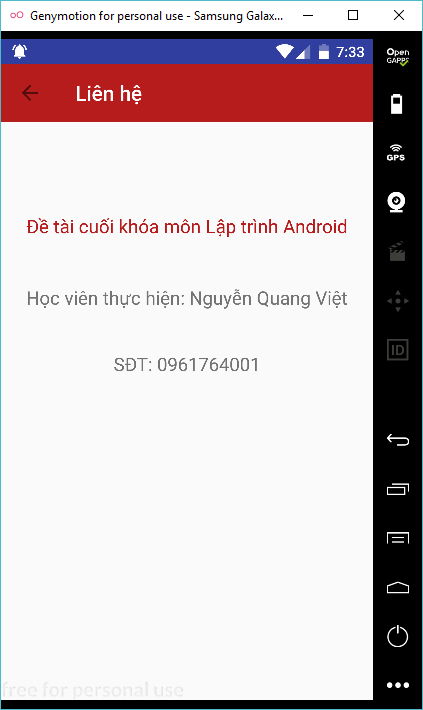 Genymotion for personal use - Samsung Galax...
Open
GAPPS
7:33
Liên hệ
GPS
Đề tài cuối khóa môn Lập trình Android
Học viên thực hiện: Nguyễn Quang Việt
ID
SĐT: 0961764001
free for personal use